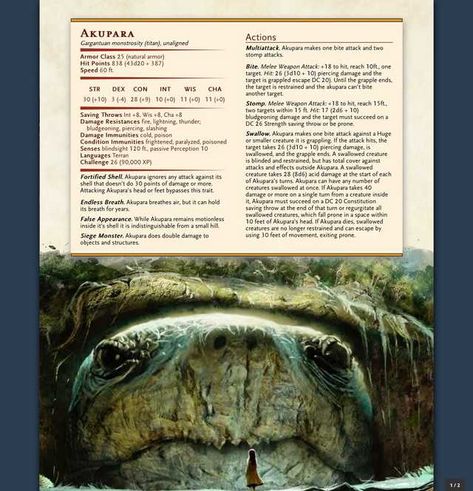 AKUPARA
Gargantuan monstrosity (titan), unaligned
Armor Class 25 (natural armor)
Hit Points 838 (43d20 + 387)
Speed 60 ft.
STR DEX CON INT WIS CHA
30 (+10) 3 (-4) 28 (+9) 10 (+0) 11 (+0) 11 (+0)
Saving Throws Int +8, Wis +8, Cha +8
Damage Resistances fire, lightning, thunder;
bludgeoning, piercing, slashing
Damage Immunities cold, poison
Condition Immunities frightened; paralyzed, poisoned
Senses blindsight 120 ft., passive Perception 10
Languages Terran
Challenge 26 (90,000 XP)
Fortified Shell. Akupara ignores any attack against its
shell that doesn't do 30 points of damage or more.
Attacking Akupara's head or feet bypasses this trait.
Endless Breath. Akupara breathes air, but it can hold
its breath for years.
False Appearance. While Akupara remains motionless
inside it's shell it is indistinguishable from a small hill.
Siege Monster. Akupara does double damage to
objects and structures.
Actions
Multiattack. Akupara makes one bite attack and two
stomp attacks.
Bite. Melee Weapon Attack: +18 to hit, reach 10ft., one
target. Hit: 26 (3d10 + 10) piercing damage and the
target is grappled escape DC 20). Until the grapple ends,
the target is restrained and the akupara can't bite
another target.
Stomp. Melee Weapon Attack: +18 to hit, reach 15ft.,
two targets within 15 ft. Hit: 17 (2d6 + 10)
bludgeoning damage and the target must succeed on a
DC 26 Strength saving throw or be prone.
Swallow. Akupara makes one bite attack against a Huge
or smaller creature it is grappling. If the attack hits, the
target takes 26 (3d10 + 10) piercing damage, is
swallowed, and the grapple ends. A swallowed creature
is blinded and restrained, but has total cover against
attacks and effects outside Akupara. A swallowed
creature takes 28 (8d6) acid damage at the start of each
of Akupara's turns. Akupara can have any number of
creatures swallowed at once. If Akupara takes 40
damage or more on a single turn from a creature inside
it, Akupara must succeed on a DC 20 Constitution
saving throw at the end of that turn or regurgitate all
swallowed creatures, which fall prone in a space within
10 feet of Akupara's head. If Akupara dies, swallowed
creatures are no longer restrained and can escape by
using 30 feet of movement, exiting prone.
1 / 2